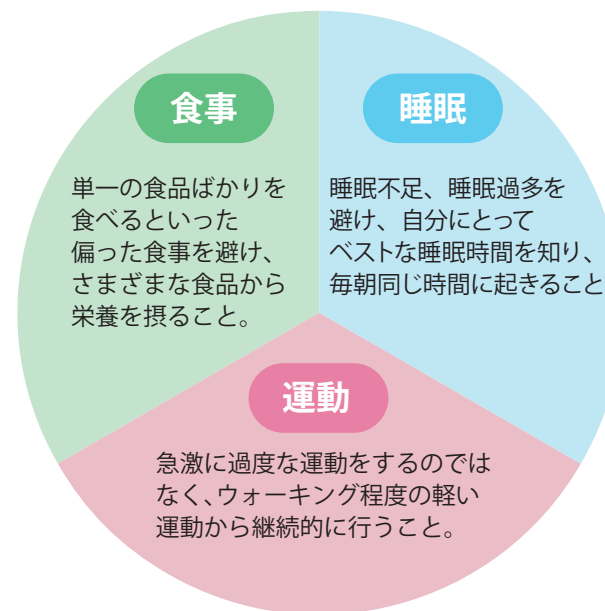 食事
単一の食品ばかりを
食べるといった
偏った食事を避け、
さまざまな食品から
栄養を摂ること。
睡眠
睡眠不足、睡眠過多を
避け、自分にとって
ベストな睡眠時間を知り、
毎朝同じ時間に起きること
運動
急激に過度な運動をするのでは
なく、ウォーキング程度の軽い
運動から継続的に行うこと。